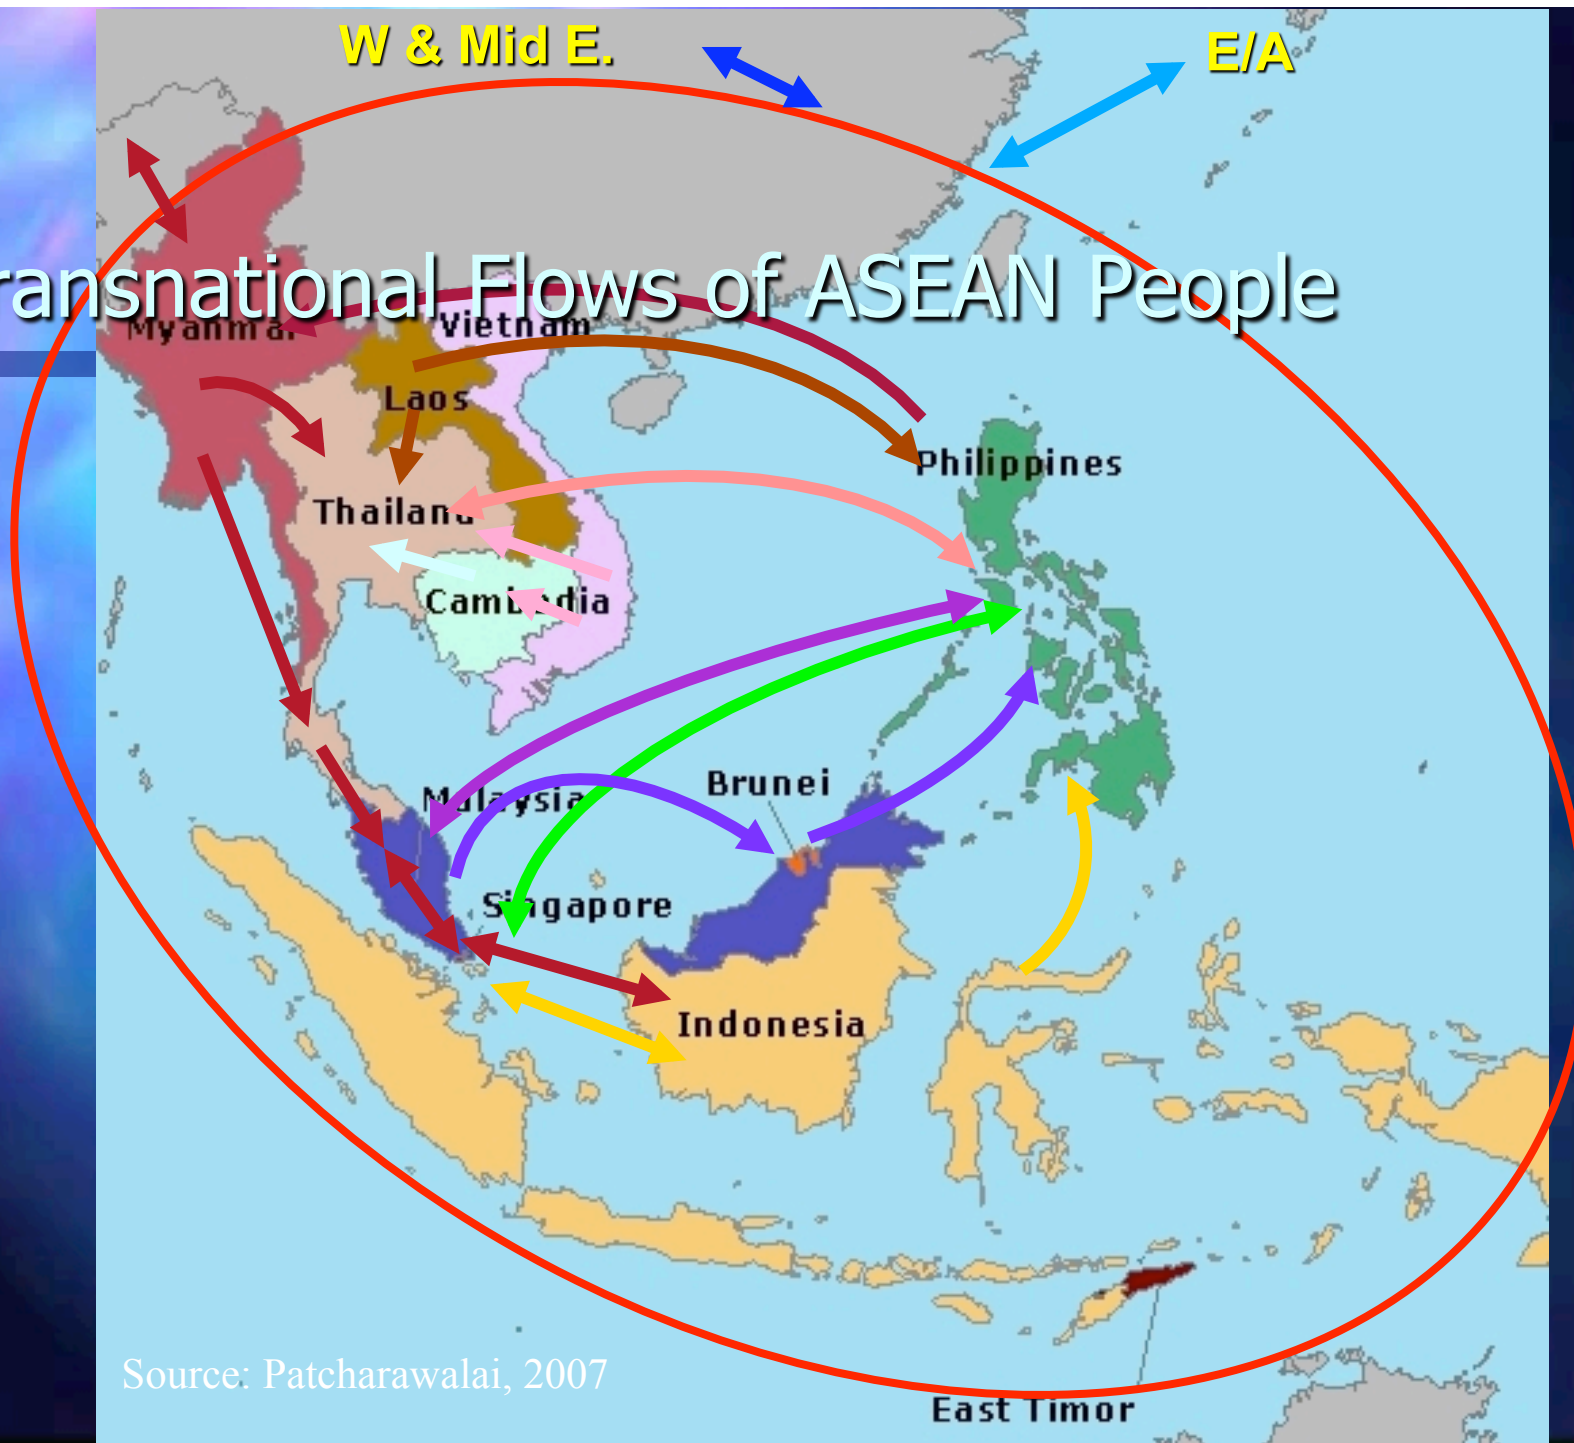 W & Mid E.
E/A
ransnational Flows of ASEAN People
Myanmar
Vietnam
Laos
Philippines
Thailand
Cambodia
Brunei
Malaysia
Singapore
Indonesia
Source: Patcharawalai, 2007
East Timor